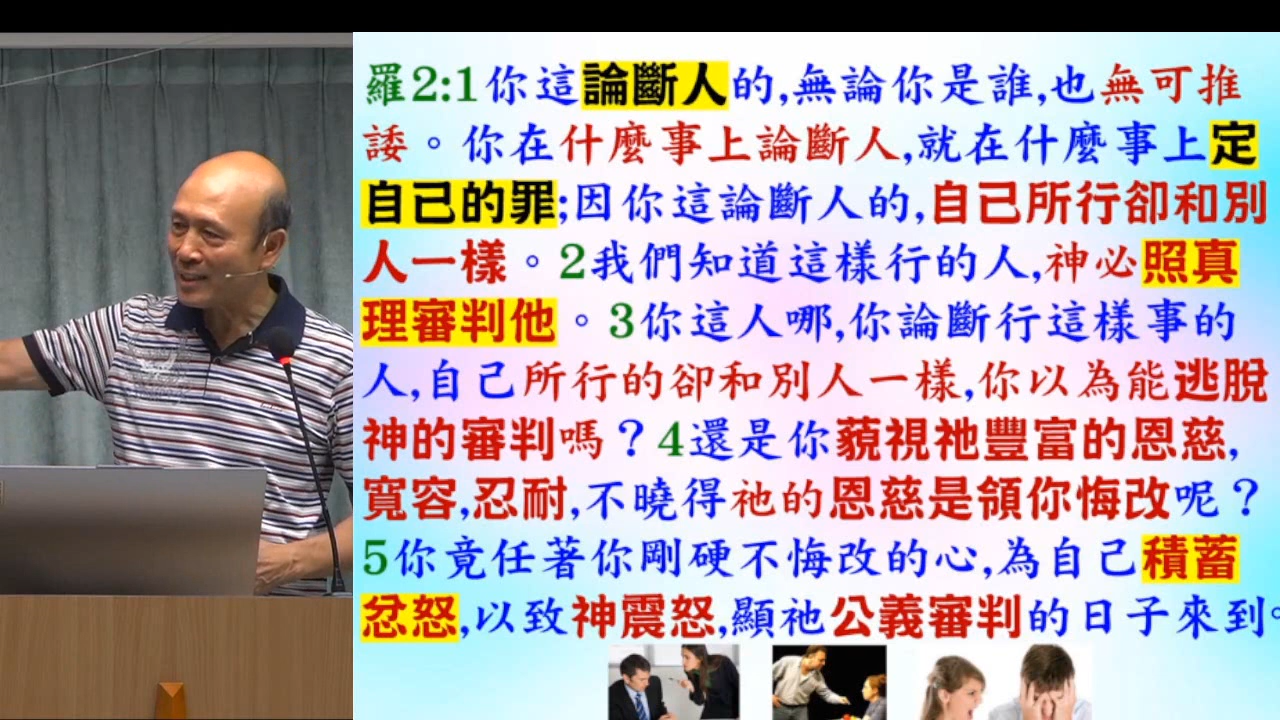 羅2:1你這論斷人的,無論你是誰,也無可推
諉。你在什麼事上論斷人,就在什麼事上定
自己的罪;因你這論斷人的,自己所行卻和別
人一樣。2我們知道這樣行的人,神必照真
理審判他。3你這人哪,你論斷行這樣事的
人,自己所行的卻和別人一樣,你以為能逃脫
神的審判嗎？4還是你藐視祂豐富的恩慈,
寬容,忍耐,不曉得祂的恩慈是領你悔改呢？
5你竟任著你剛硬不悔改的心,為自己積蓄
忿怒,以致神震怒,顯祂公義審判的日子來到。